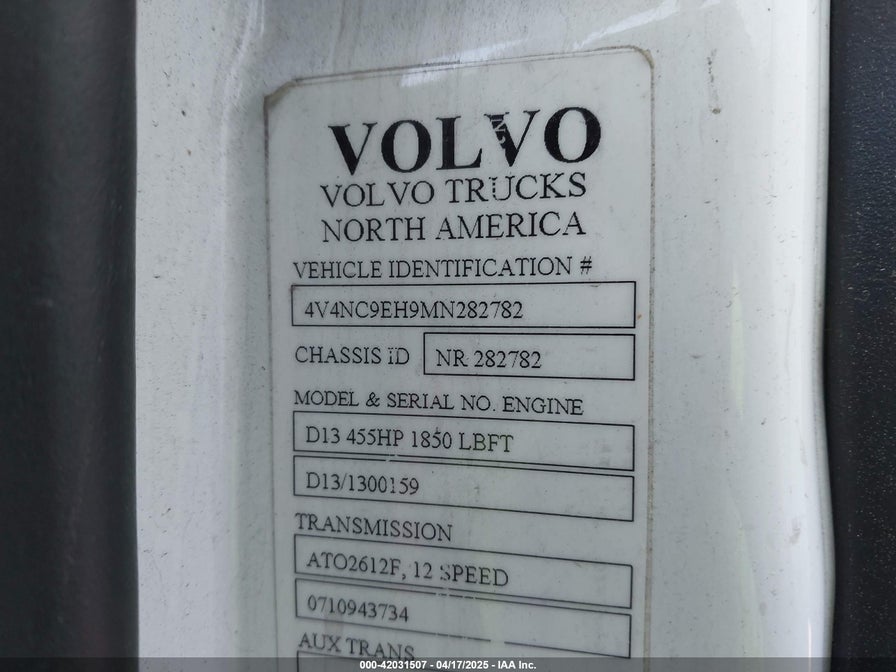 VOLVO
VOLVO TRUCKS
NORTH AMERICA
VEHICLE IDENTIFICATION #
4V4NC9EH9MN282782
CHASSIS ID NR 282782
MODEL & SERIAL NO. ENGINE
D13 455HP 1850 LBFT
D13/1300159
TRANSMISSION
ATO2612F, 12 SPEED
0710943734
AUX TRANS
000-42031507 - 04/17/2025 - IAA Inc.